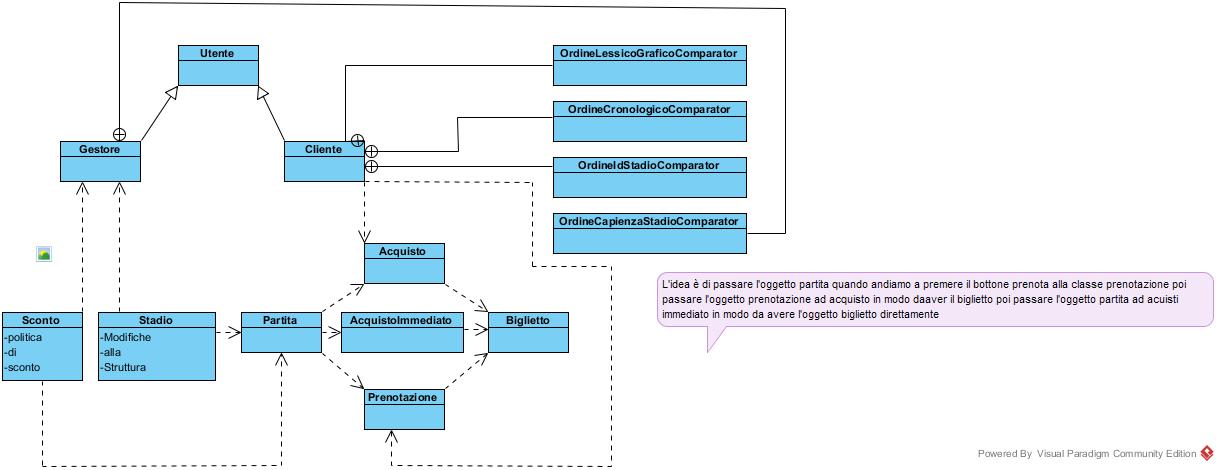 Utente
OrdineLessicoGraficoComparator
OrdineCronologicoComparator
Gestore
Cliente
OrdineIdStadioComparator
OrdineCapienzaStadioComparator
Acquisto
L'idea è di passare l'oggetto partita quando andiamo a premere il bottone prenota alla classe prenotazione poi
passare l'oggetto prenotazione ad acquisto in modo daaver il biglietto poi passare l'oggetto partita ad acuisti
immediato in modo da avere l'oggetto biglietto direttamente
Sconto
-politica
-di
-sconto
Stadio
-Modifiche
-alla
-Struttura
Partita
AcquistoImmediato
Biglietto
Prenotazione
Powered By Visual Paradigm Community Edition